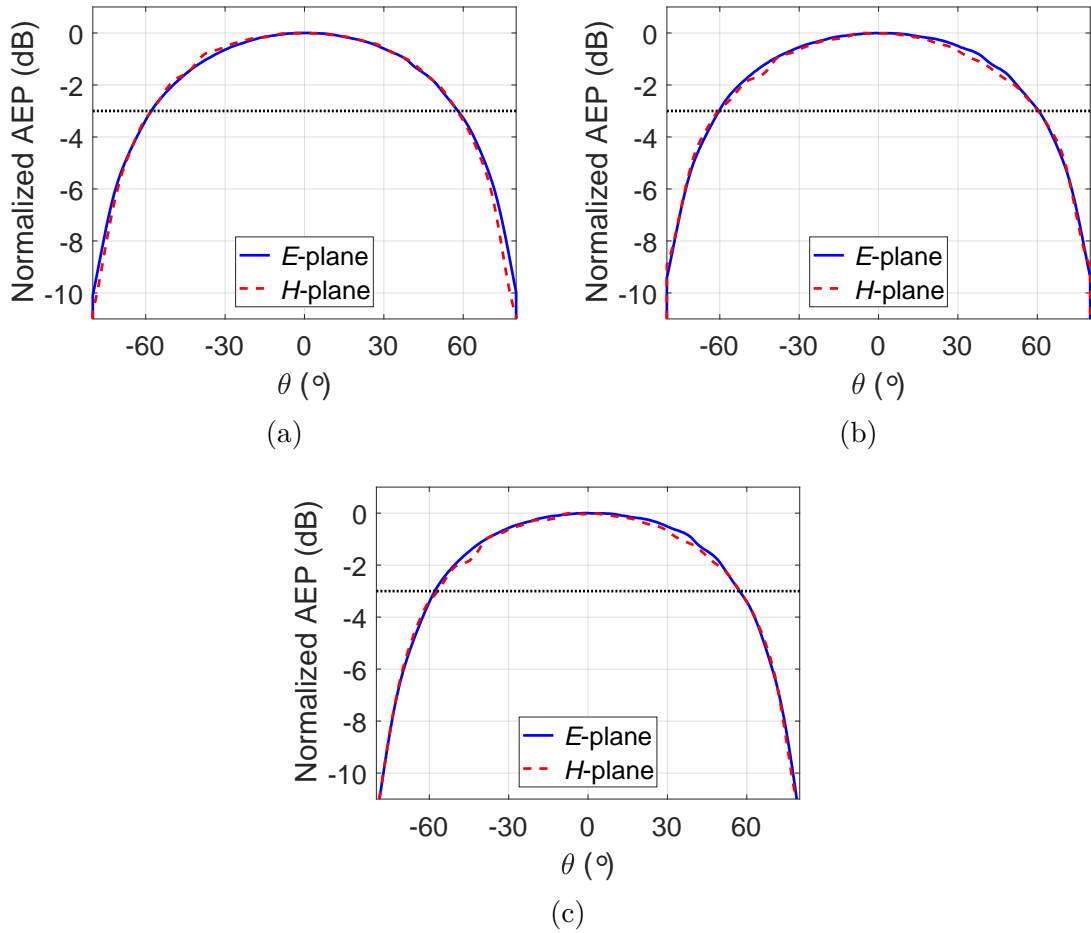 Normalized AEP (dB)
0
-2
-4
-6
-8
-10
E-plane
H-plane
-60 -30 0 30 60
θ (°)
(a)
Normalized AEP (dB)
0
-2
-4
-6
-8
-10
E-plane
H-plane
-60 -30 0 30 60
θ (°)
(b)
Normalized AEP (dB)
0
-2
-4
-6
-8
-10
E-plane
H-plane
-60 -30 0 30 60
θ (°)
(c)